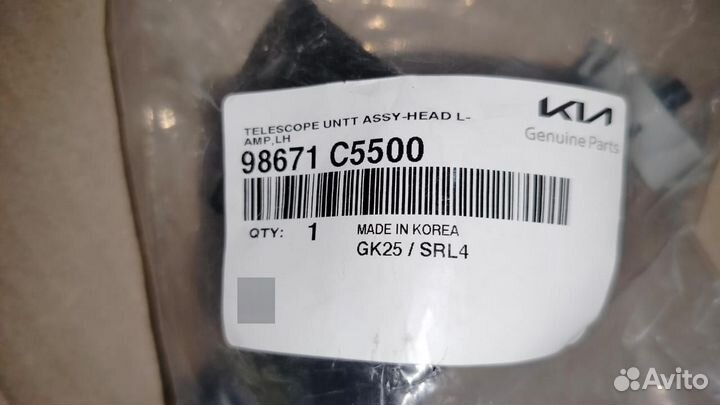 TELESCOPE UNTT ASSY-HEAD L-
AMP,LH
KIA
Genuine Parts
98671 C5500
QTY: 1 MADE IN KOREA
GK25 / SRL4
Avito